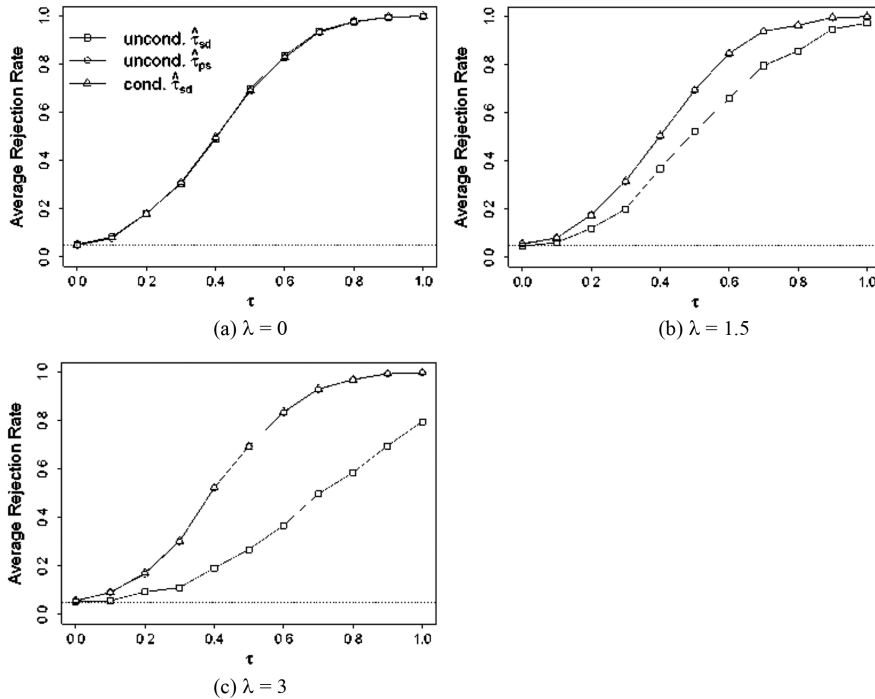 Average Rejection Rate
1.0
0.8
0.6
0.4
0.2
0.0
uncond. τ̂sd
uncond. τ̂ps
cond. τ̂sd
0.0 0.2 0.4 0.6 0.8 1.0
τ
(a) λ = 0
Average Rejection Rate
1.0
0.8
0.6
0.4
0.2
0.0
0.0 0.2 0.4 0.6 0.8 1.0
τ
(b) λ = 1.5
Average Rejection Rate
1.0
0.8
0.6
0.4
0.2
0.0
0.0 0.2 0.4 0.6 0.8 1.0
τ
(c) λ = 3